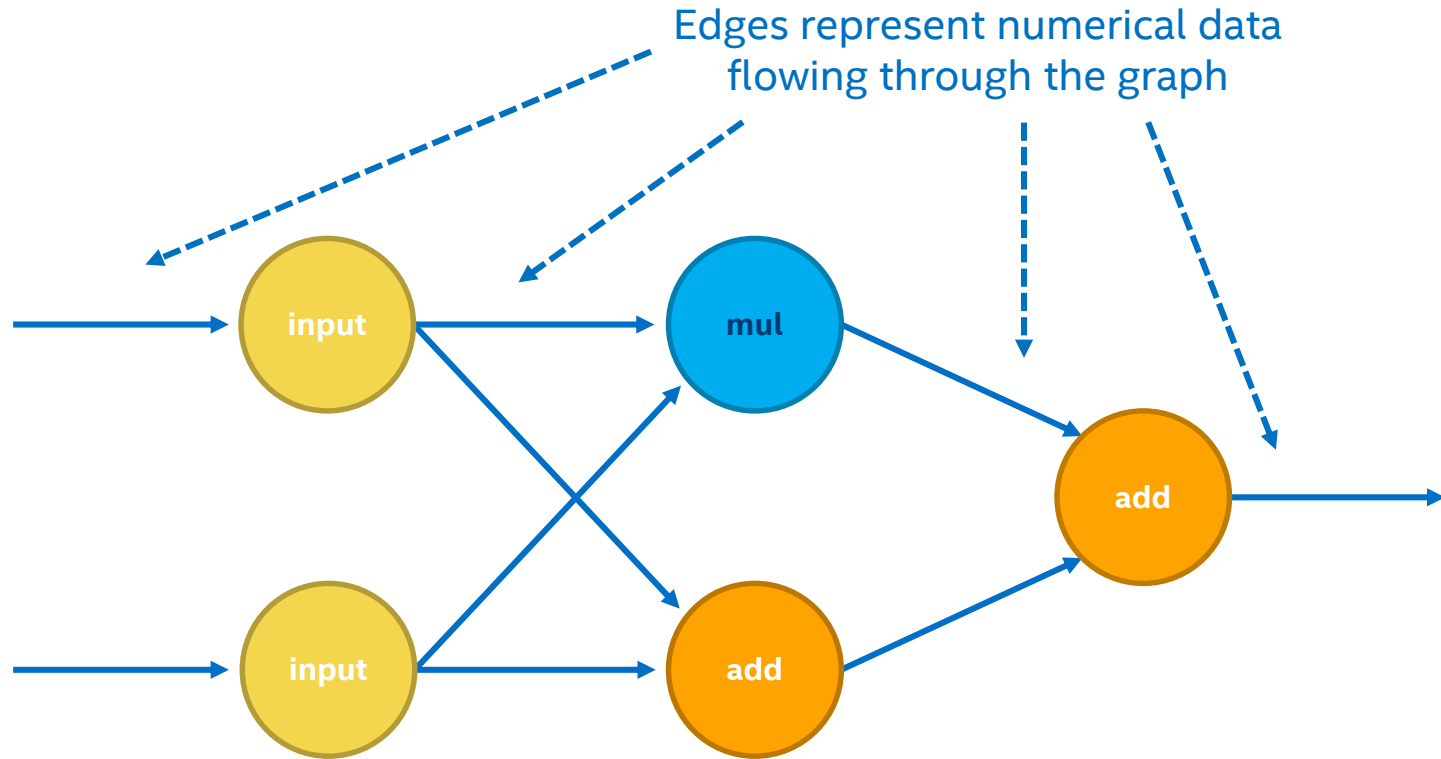 Edges represent numerical data
flowing through the graph
input
mul
add
input
add